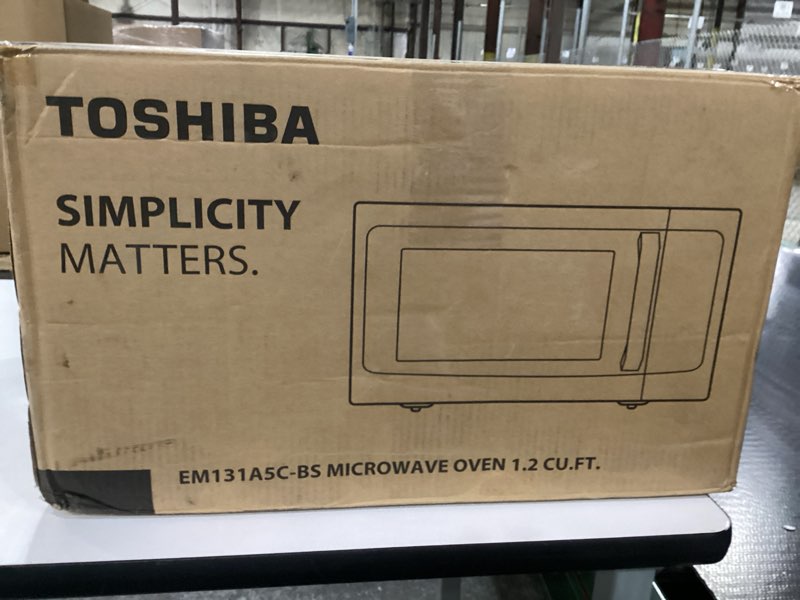 TOSHIBA
SIMPLICITY
MATTERS.
EM131A5C-BS MICROWAVE OVEN 1.2 CU.FT.